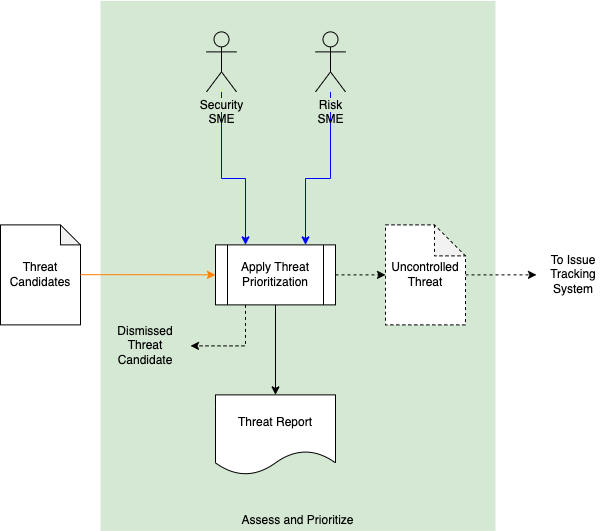 Security
SME
Risk
SME
Threat
Candidates
Apply Threat
Prioritization
Uncontrolled
Threat
To Issue
Tracking
System
Dismissed
Threat
Candidate
Threat Report
Assess and Prioritize